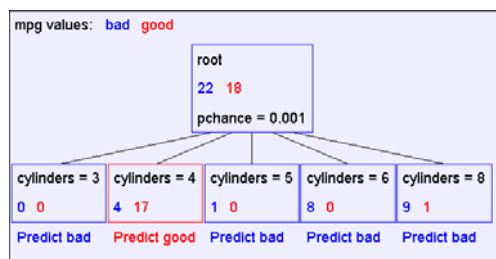 mpg values: bad good
root
22 18
pchance = 0.001
cylinders = 3 cylinders = 4 cylinders = 5 cylinders = 6 cylinders = 8
0 0 4 17 1 0 8 0 9 1
Predict bad Predict good Predict bad Predict bad Predict bad